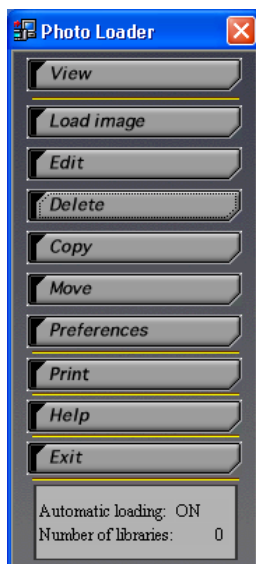 Photo Loader
View
Load image
Edit
Delete
Copy
Move
Preferences
Print
Help
Exit
Automatic loading: ON
Number of libraries: 0